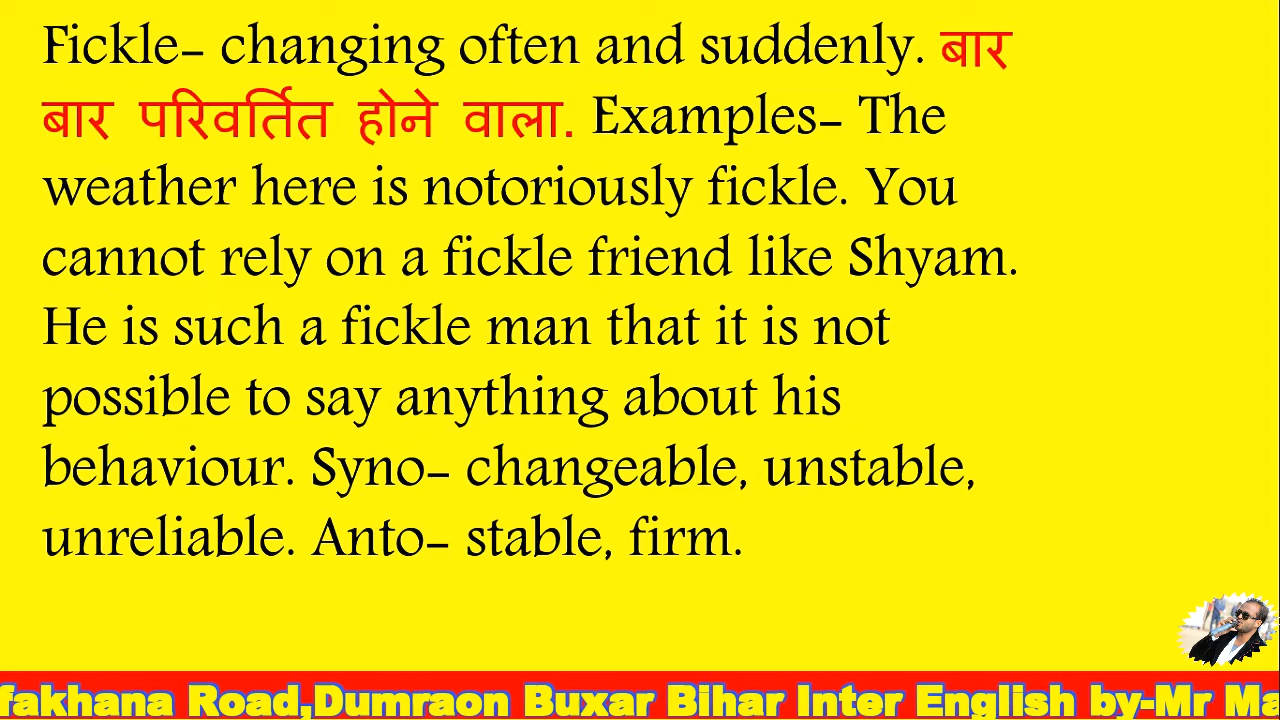 Fickle- changing often and suddenly. बार
बार परिवर्तित होने वाला. Examples- The
weather here is notoriously fickle. You
cannot rely on a fickle friend like Shyam.
He is such a fickle man that it is not
possible to say anything about his
behaviour. Syno- changeable, unstable,
unreliable. Anto- stable, firm.
fakhana Road,Dumraon Buxar Bihar Inter English by-Mr Ma